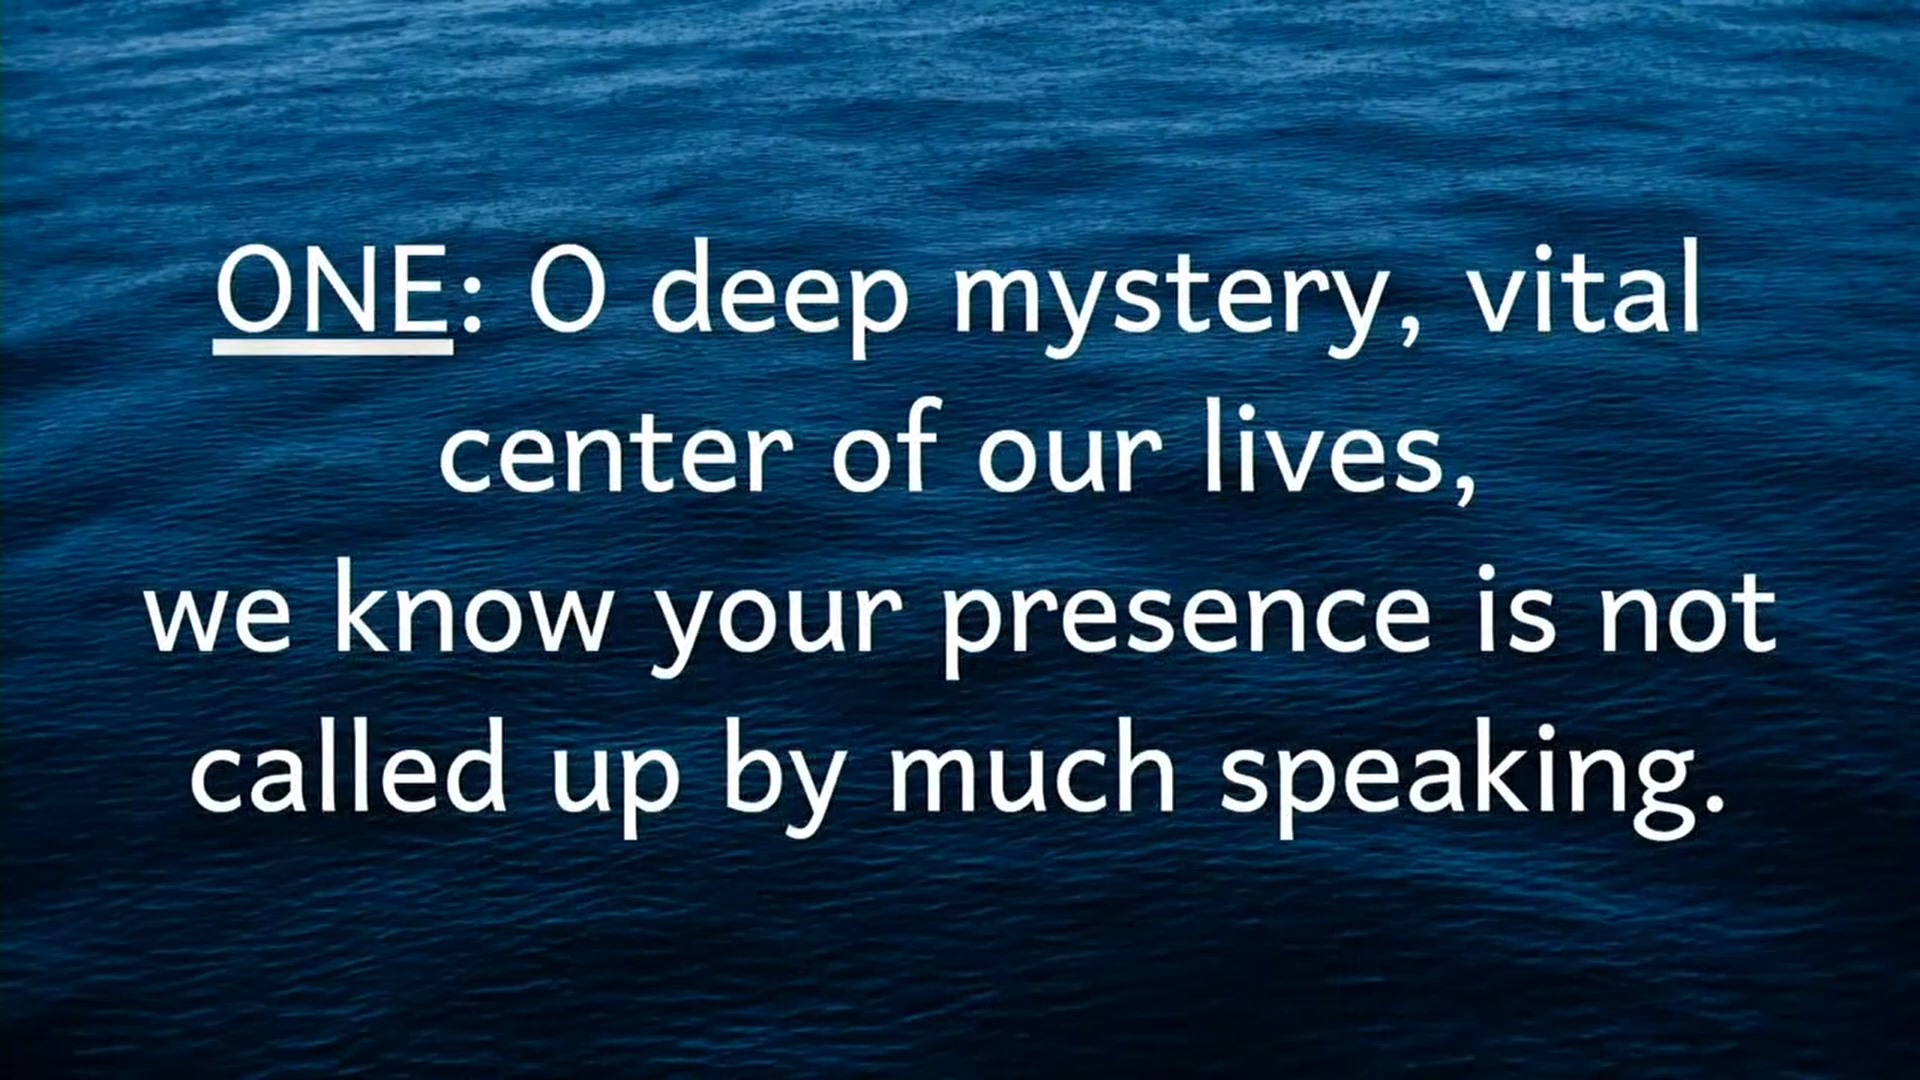 ONE: O deep mystery, vital
center of our lives,
we know your presence is not
called up by much speaking.